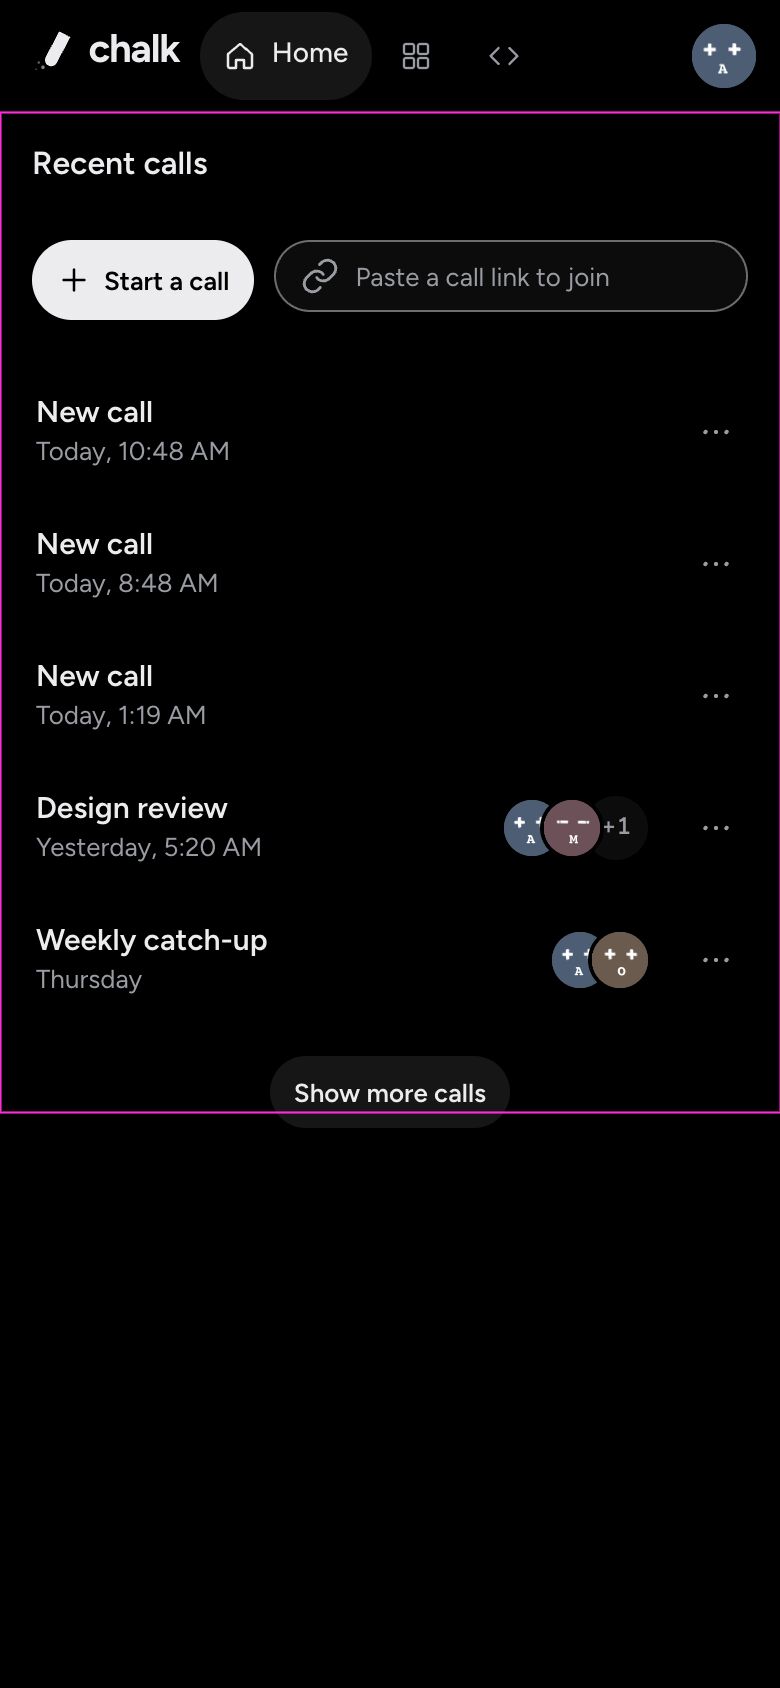 chalk
Home
A
Recent calls
Start a call
Paste a call link to join
New call
Today, 10:48 AM
New call
Today, 8:48 AM
New call
Today, 1:19 AM
Design review
Yesterday, 5:20 AM
A
M
+1
Weekly catch-up
Thursday
A
O
Show more calls